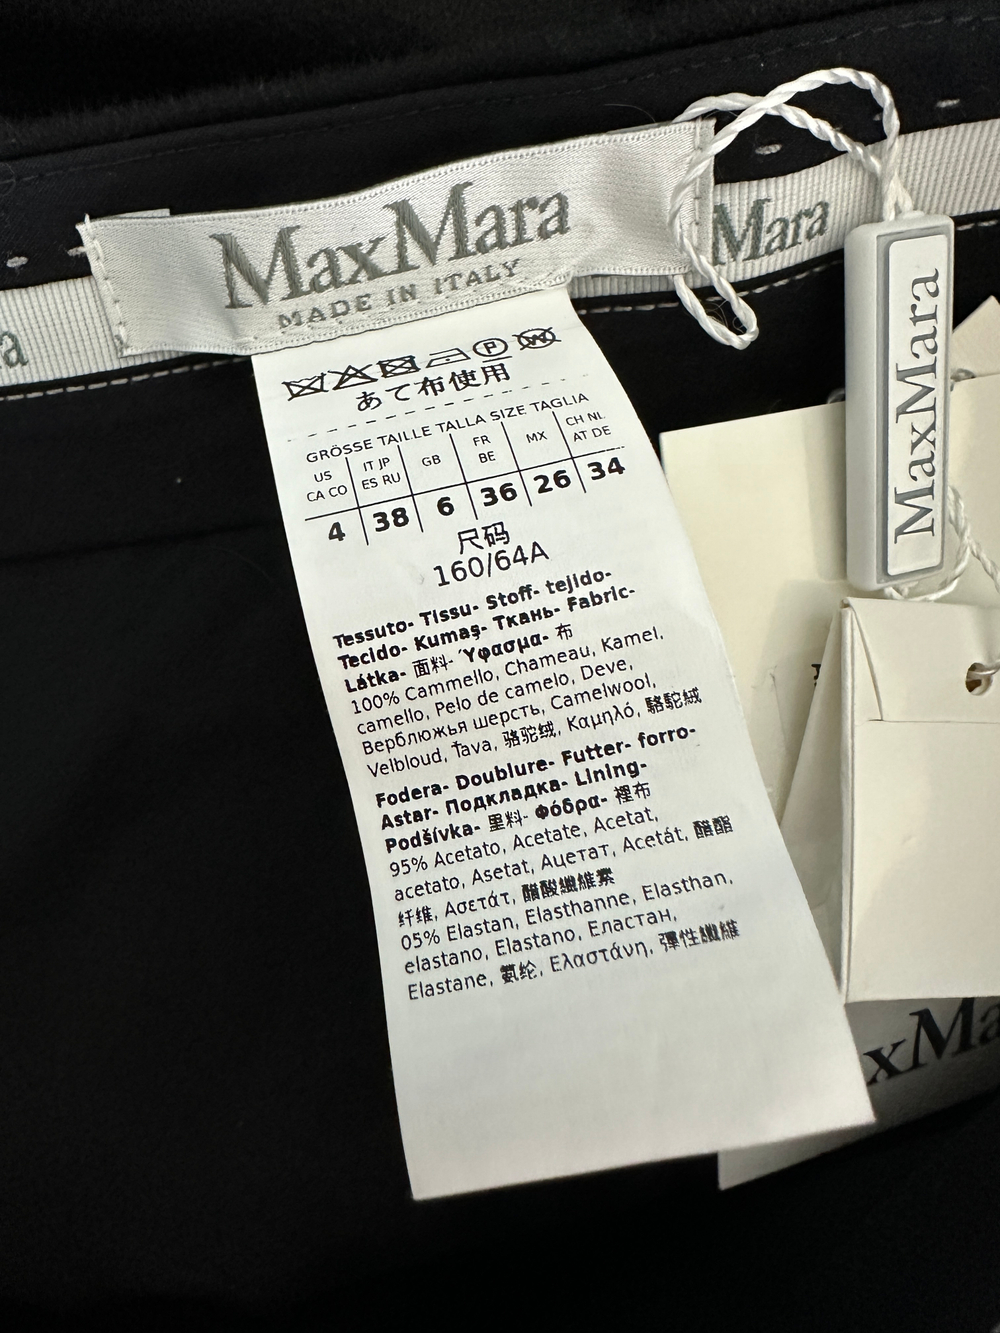 MaxMara
MADE IN ITALY
Mara
a
MaxMara
P
W
あて布使用
GRÖSSE TAILLE TALLA SIZE TAGLIA
US CA CO IT JP ES RU GB FR BE MX CH NL AT DE
4 38 6 36 26 34
尺码
160/64A
Tessuto- Tissu- Stoff- tejido-
Tecido- Kumaş- Ткань- Fabric-
Látka- 面料- Ύφασμα- 布
100% Cammello, Chameau, Kamel,
camello, Pelo de camelo, Deve,
Верблюжья шерсть, Camelwool,
Velbloud, Ťava, 骆驼绒, Καμηλό, 駱駝絨
Fodera- Doublure- Futter- forro-
Astar- Подкладка- Lining-
Podšívka- 里料- Φόδρα- 裡布
95% Acetato, Acetate, Acetat,
acetato, Asetat, Ацетат, Acetát, 醋酯
纤维, Ασετάτ, 醋酸纖維素
05% Elastan, Elasthanne, Elasthan,
elastano, Elastano, Еластан,
Elastane, 氨纶, Ελαστάνη, 彈性纖維
xMa